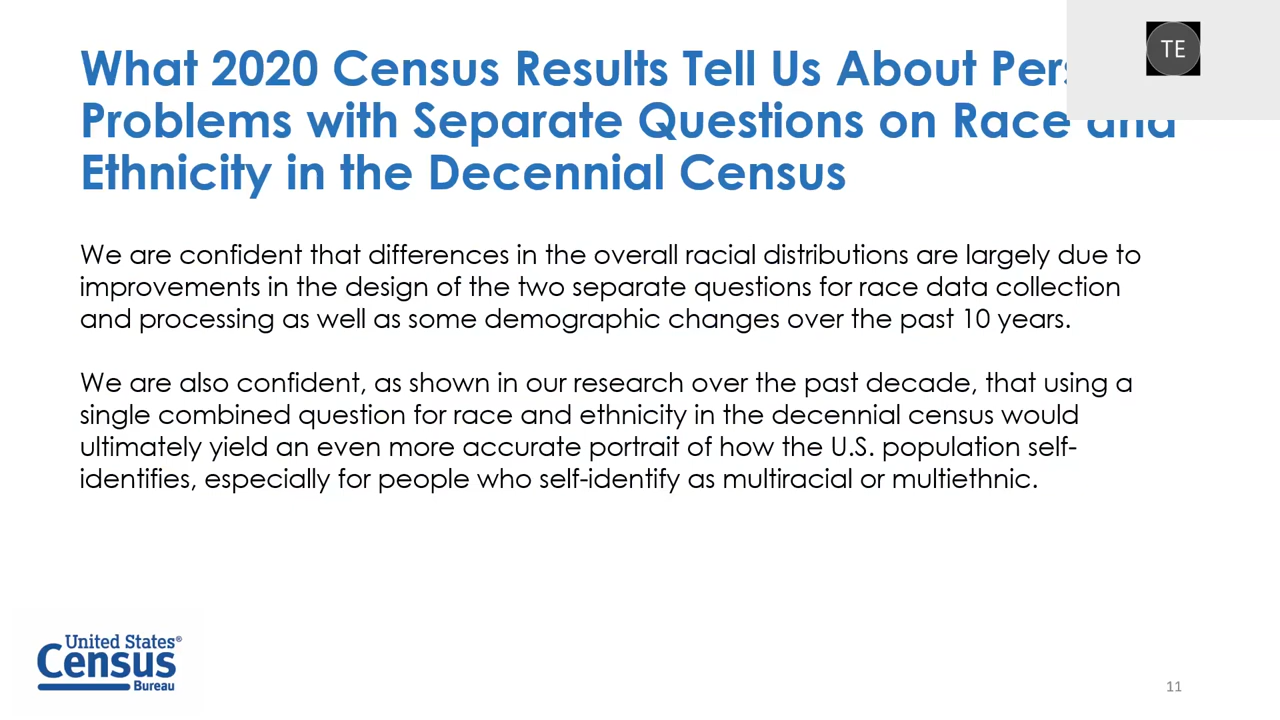 What 2020 Census Results Tell Us About
Problems with Separate Questions on Race and
Ethnicity in the Decennial Census
TE
We are confident that differences in the overall racial distributions are largely due to
improvements in the design of the two separate questions for race data collection
and processing as well as some demographic changes over the past 10 years.
We are also confident, as shown in our research over the past decade, that using a
single combined question for race and ethnicity in the decennial census would
ultimately yield an even more accurate portrait of how the U.S. population self-
identifies, especially for people who self-identify as multiracial or multiethnic.
United States®
Census
Bureau
11